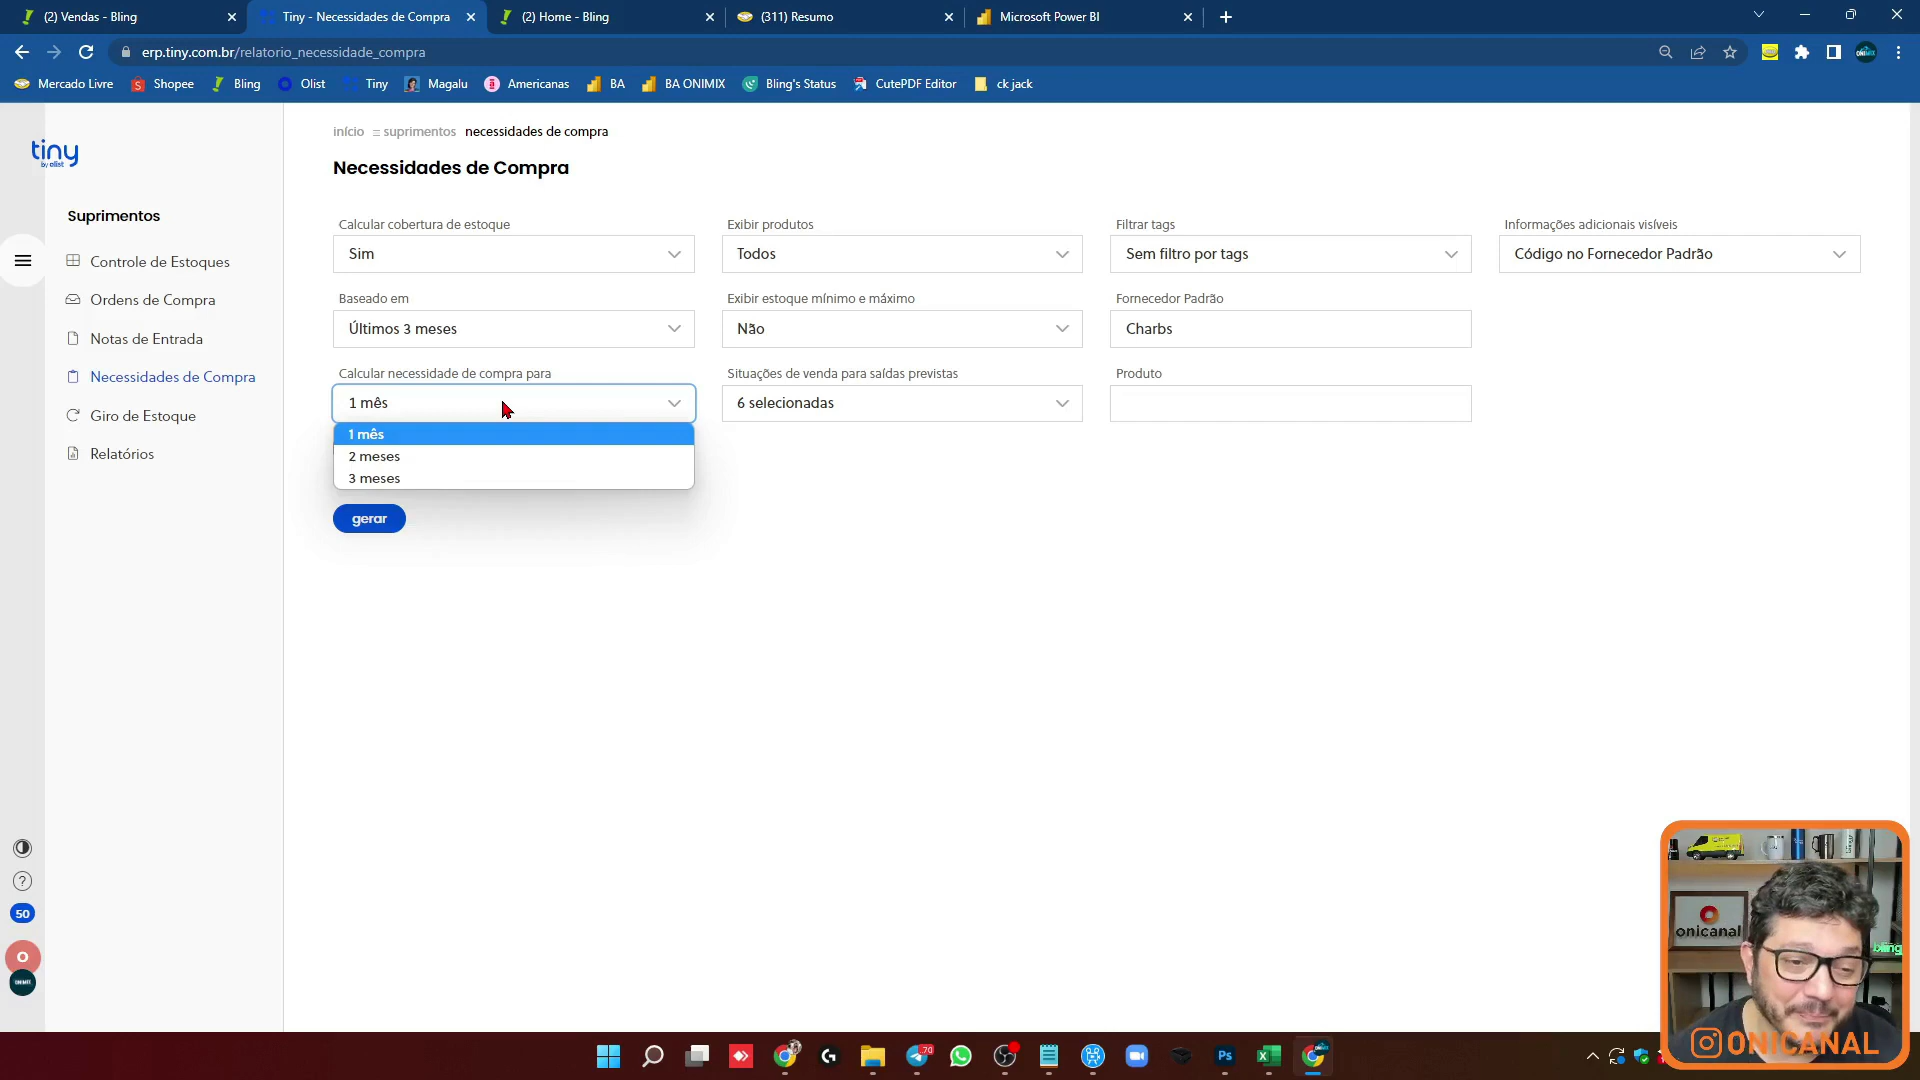 (2) Vendas - Bling
Tiny - Necessidades de Compra
(2) Home - Bling
(311) Resumo
Microsoft Power BI
erp.tiny.com.br/relatorio_necessidade_compra
Mercado Livre
Shopee
Bling
Olist
Tiny
Magalu
Americanas
BA
BA ONIMIX
Bling's Status
CutePDF Editor
ck jack
tiny
by olist
Suprimentos
Controle de Estoques
Ordens de Compra
Notas de Entrada
Necessidades de Compra
Giro de Estoque
Relatórios
50
O
início suprimentos necessidades de compra
Necessidades de Compra
Calcular cobertura de estoque
Sim
Exibir produtos
Todos
Filtrar tags
Sem filtro por tags
Informações adicionais visíveis
Código no Fornecedor Padrão
Baseado em
Últimos 3 meses
Exibir estoque mínimo e máximo
Não
Fornecedor Padrão
Charbs
Calcular necessidade de compra para
1 mês
Situações de venda para saídas previstas
6 selecionadas
Produto
1 mês
2 meses
3 meses
gerar
onicanal
bling
ONICANAL
70
Ps